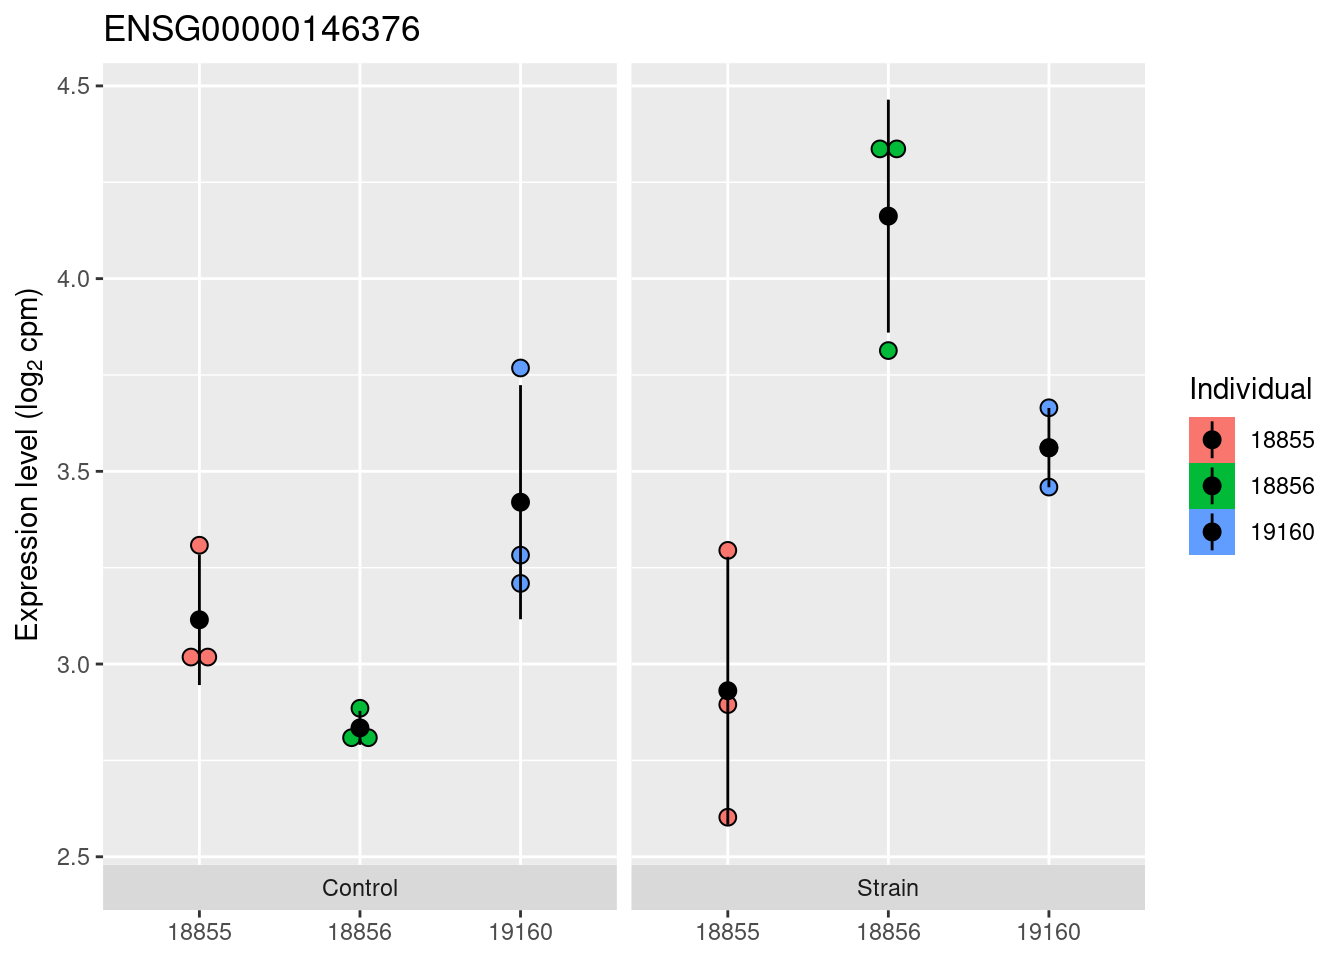 ENSG00000146376
Expression level (log₂ cpm)
4.5
4.0
3.5
3.0
2.5
Control
Strain
18855
18856
19160
18855
18856
19160
Individual
18855
18856
19160